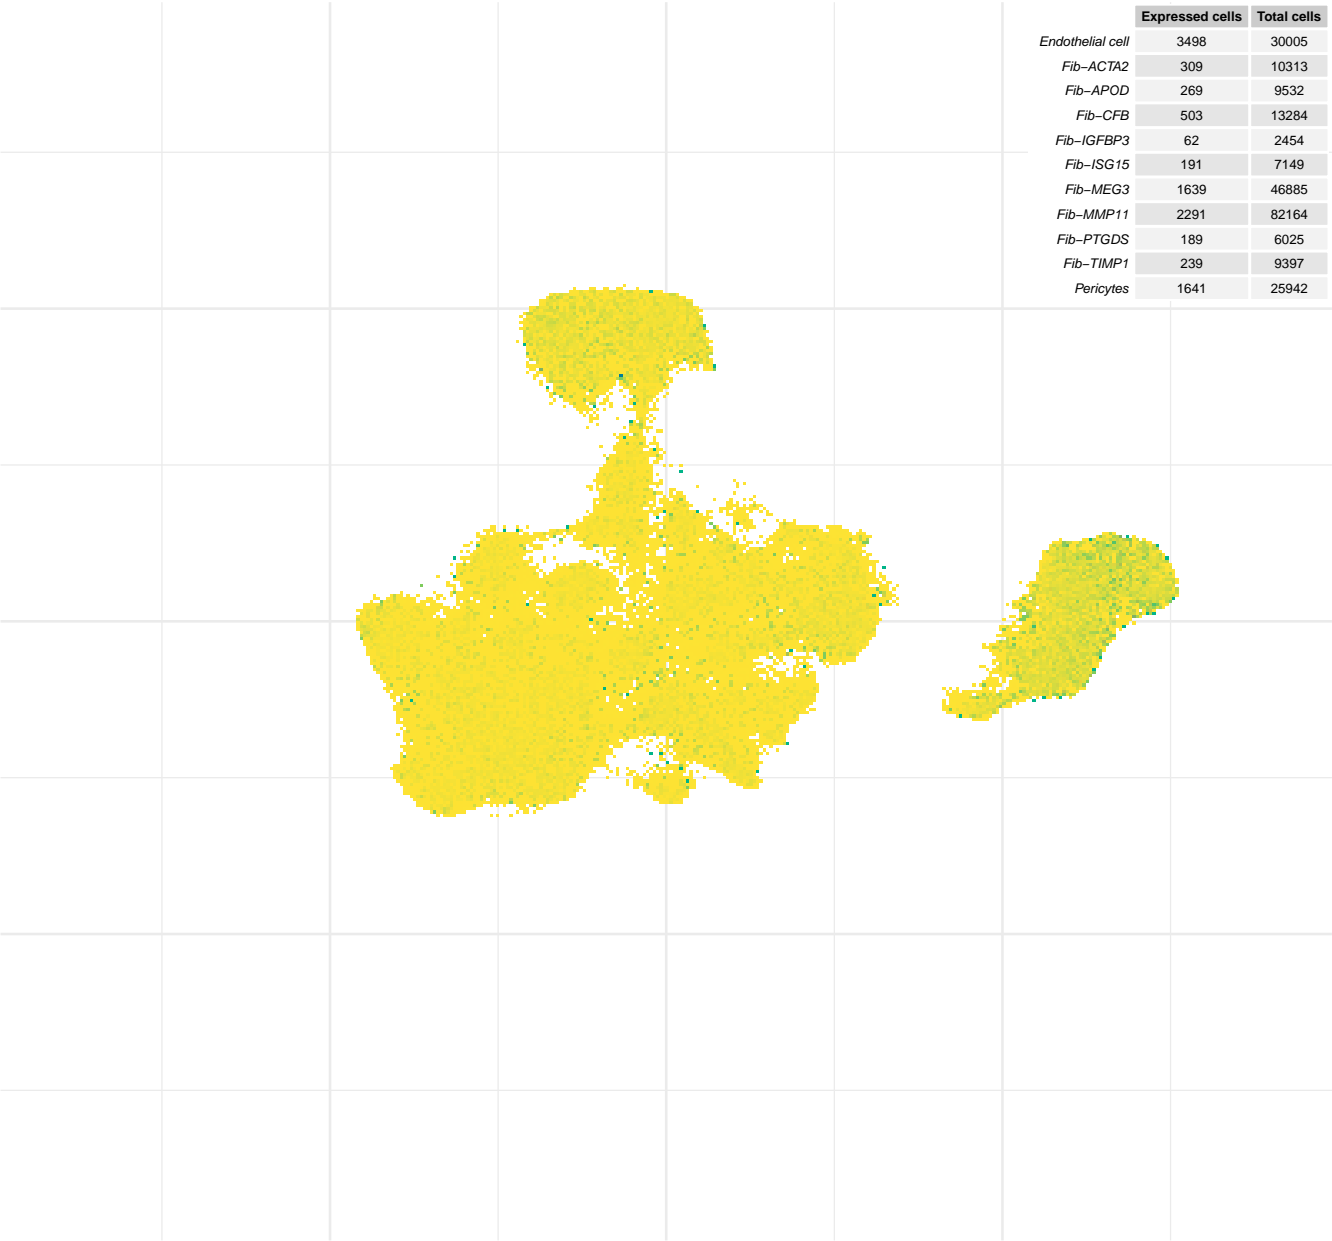 Expressed cells Total cells
Endothelial cell 3498 30005
Fib−ACTA2 309 10313
Fib−APOD 269 9532
Fib−CFB 503 13284
Fib−IGFBP3 62 2454
Fib−ISG15 191 7149
Fib−MEG3 1639 46885
Fib−MMP11 2291 82164
Fib−PTGDS 189 6025
Fib−TIMP1 239 9397
Pericytes 1641 25942